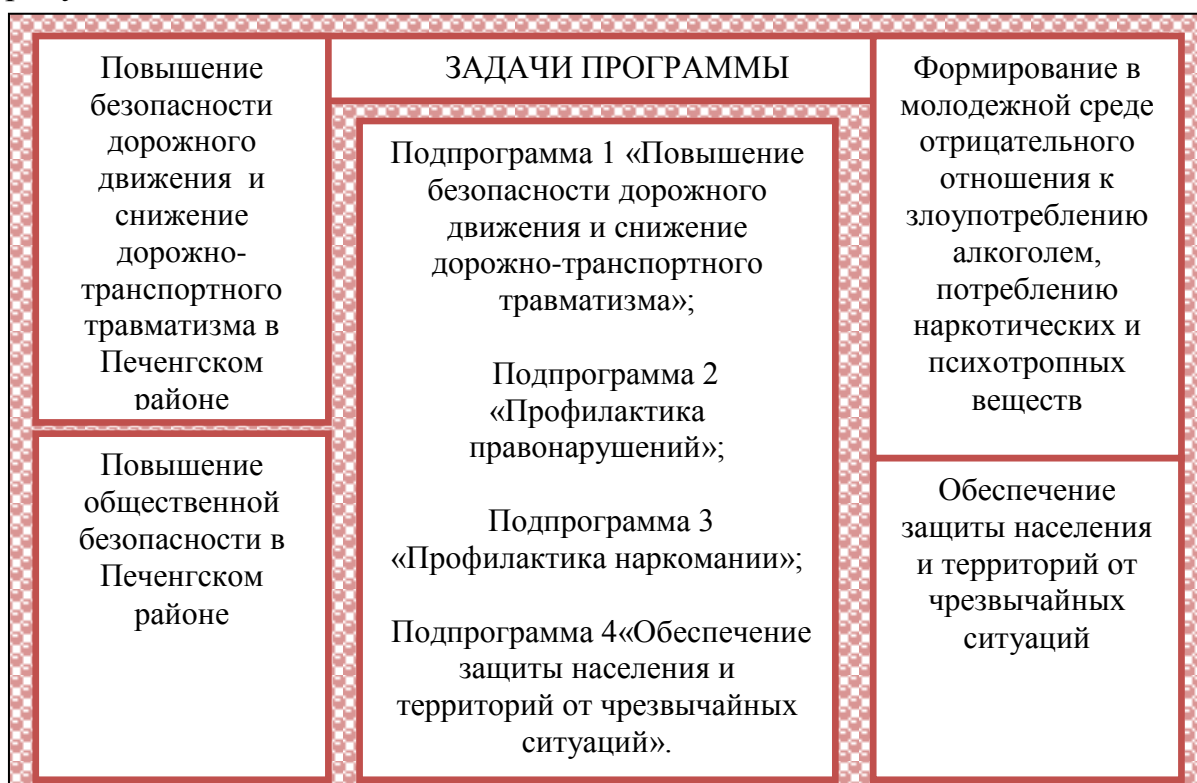 Повышение
безопасности
дорожного
движения и
снижение
дорожно-
транспортного
травматизма в
Печенгском
районе
Повышение
общественной
безопасности в
Печенгском
районе
ЗАДАЧИ ПРОГРАММЫ
Подпрограмма 1 «Повышение
безопасности дорожного
движения и снижение
дорожно-транспортного
травматизма»;
Подпрограмма 2
«Профилактика
правонарушений»;
Подпрограмма 3
«Профилактика наркомании»;
Подпрограмма 4«Обеспечение
защиты населения и
территорий от чрезвычайных
ситуаций».
Формирование в
молодежной среде
отрицательного
отношения к
злоупотреблению
алкоголем,
потреблению
наркотических и
психотропных
веществ
Обеспечение
защиты населения
и территорий от
чрезвычайных
ситуаций